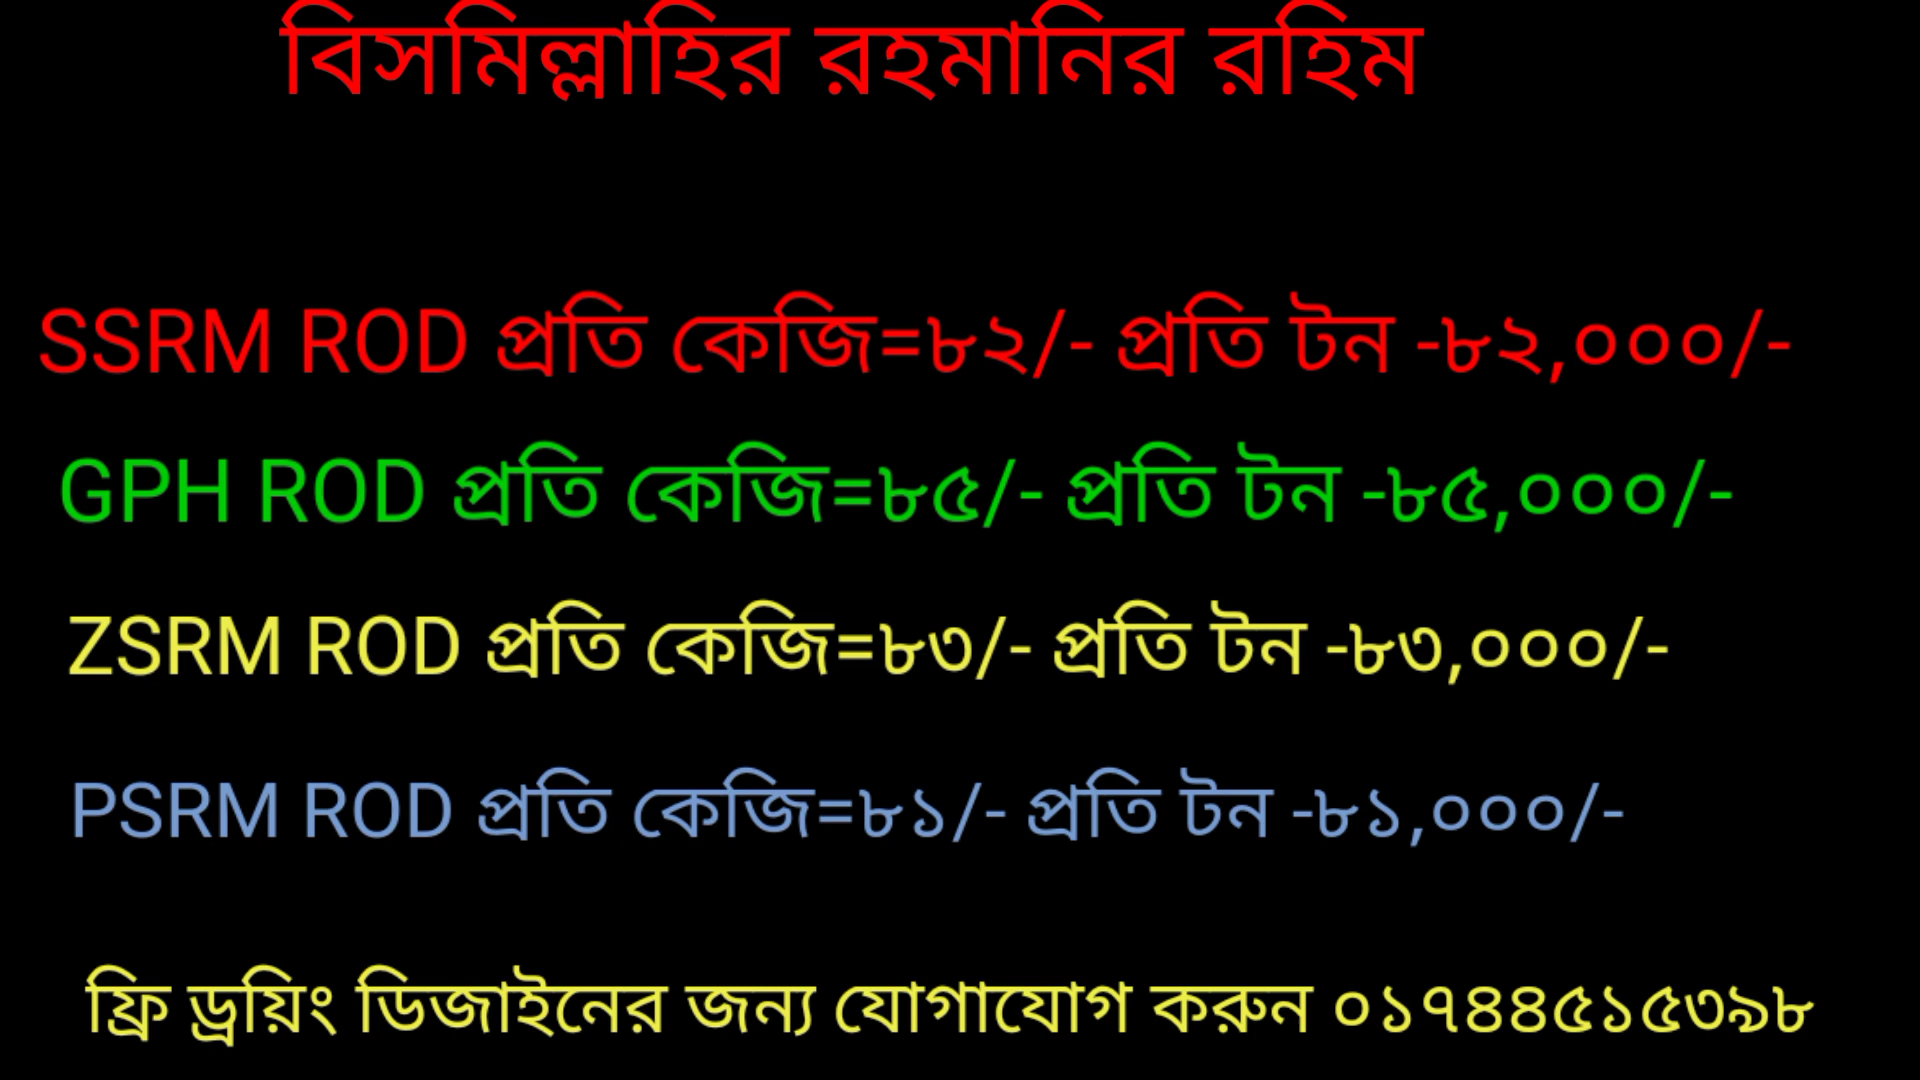 বিসমিল্লাহির রহমানির রহিম
SSRM ROD প্রতি কেজি=৮২/- প্রতি টন -৮২,০০০/-
GPH ROD প্রতি কেজি=৮৫/- প্রতি টন -৮৫,০০০/-
ZSRM ROD প্রতি কেজি=৮৩/- প্রতি টন -৮৩,০০০/-
PSRM ROD প্রতি কেজি=৮১/- প্রতি টন -৮১,০০০/-
ফ্রি ড্রয়িং ডিজাইনের জন্য যোগাযোগ করুন ০১৭৪৪৫১৫৩৯৮